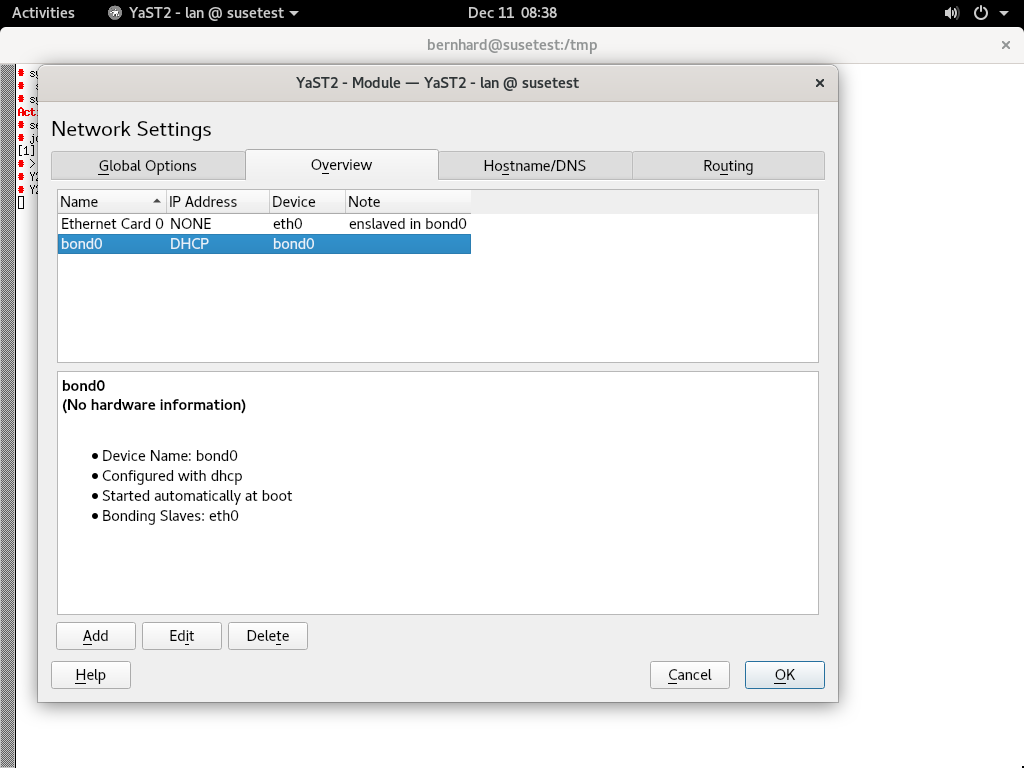 Activities
YaST2 - lan @ susetest
Dec 11 08:38
bernhard@susetest:/tmp
YaST2 - Module — YaST2 - lan @ susetest
Network Settings
Global Options
Overview
Hostname/DNS
Routing
Name IP Address Device Note
Ethernet Card 0 NONE eth0 enslaved in bond0
bond0 DHCP bond0
bond0
(No hardware information)
• Device Name: bond0
• Configured with dhcp
• Started automatically at boot
• Bonding Slaves: eth0
Add
Edit
Delete
Help
Cancel
OK